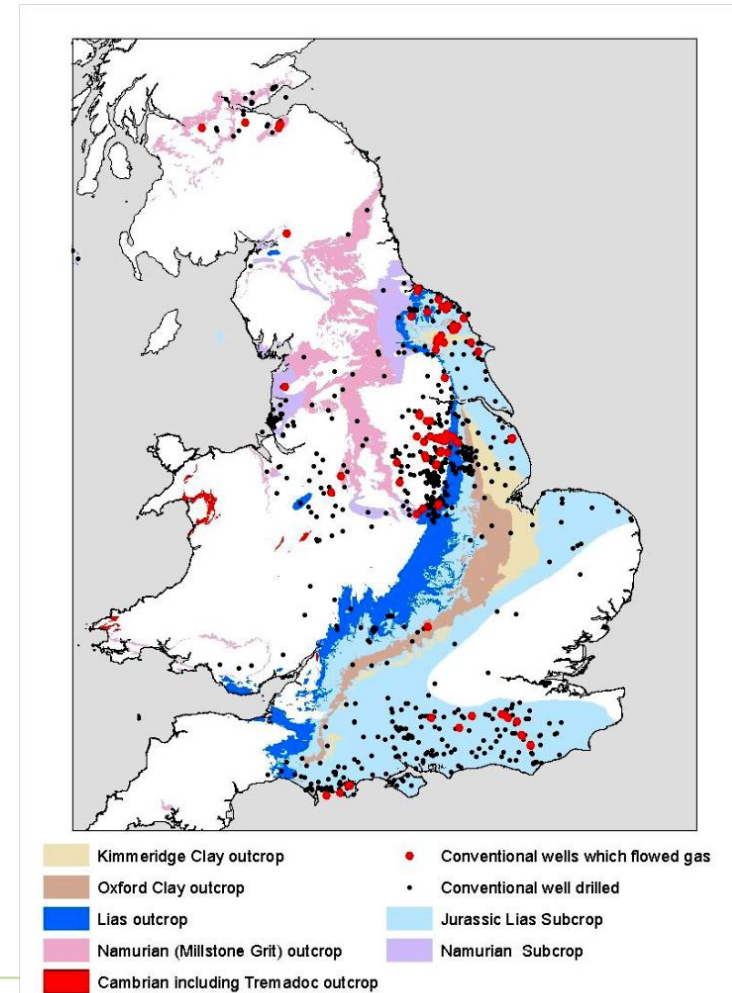 Kimmeridge Clay outcrop
Oxford Clay outcrop
Lias outcrop
Namurian (Millstone Grit) outcrop
Cambrian including Tremadoc outcrop
Conventional wells which flowed gas
Conventional well drilled
Jurassic Lias Subcrop
Namurian Subcrop